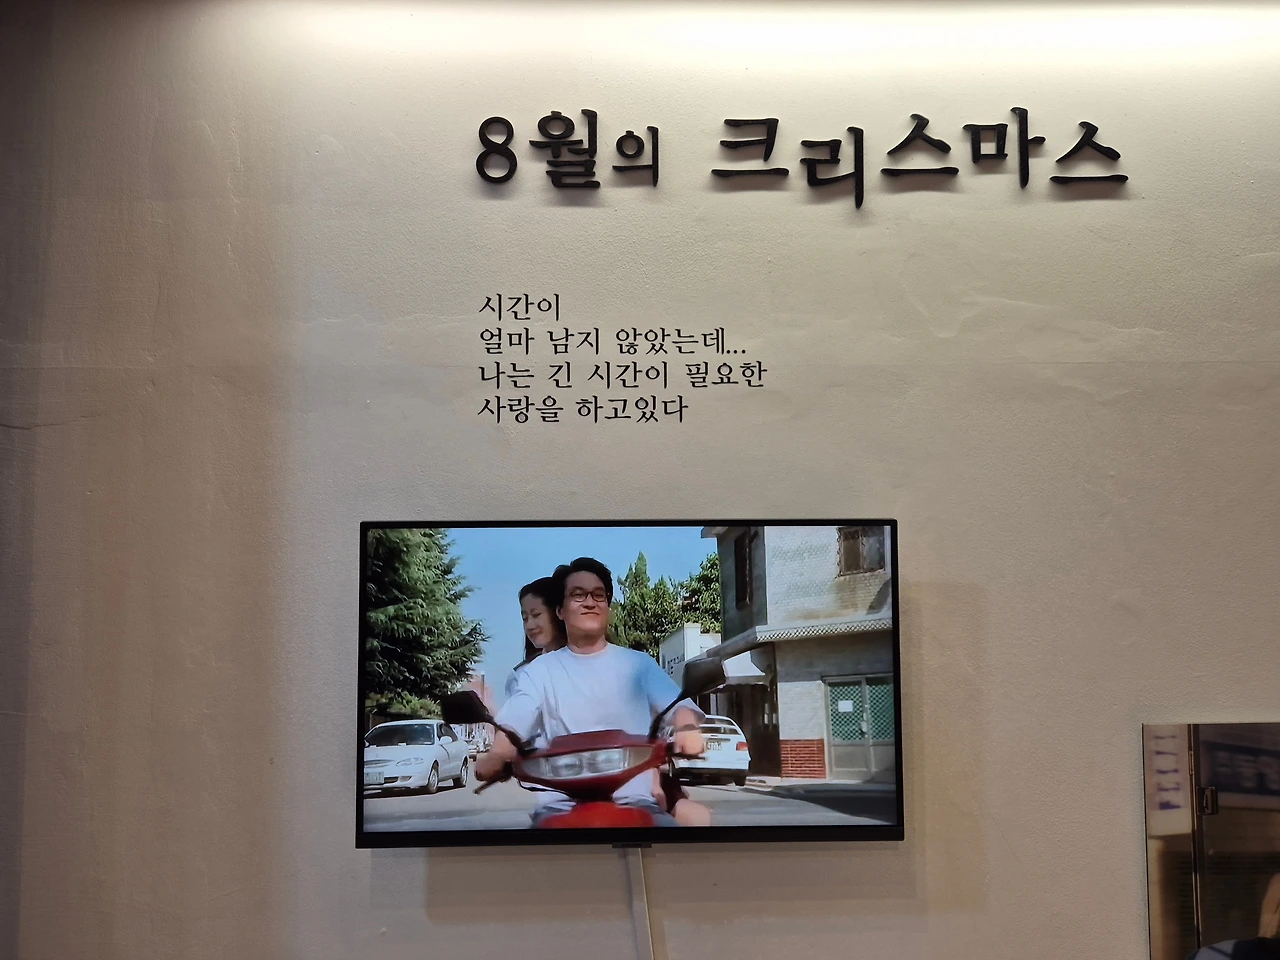 8월의 크리스마스
시간이
얼마 남지 않았는데...
나는 긴 시간이 필요한
사랑을 하고있다